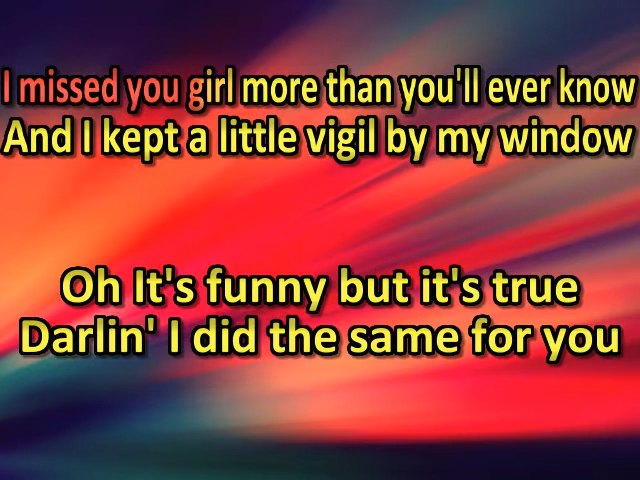 I missed you girl more than you'll ever know
And I kept a little vigil by my window
Oh It's funny but it's true
Darlin' I did the same for you